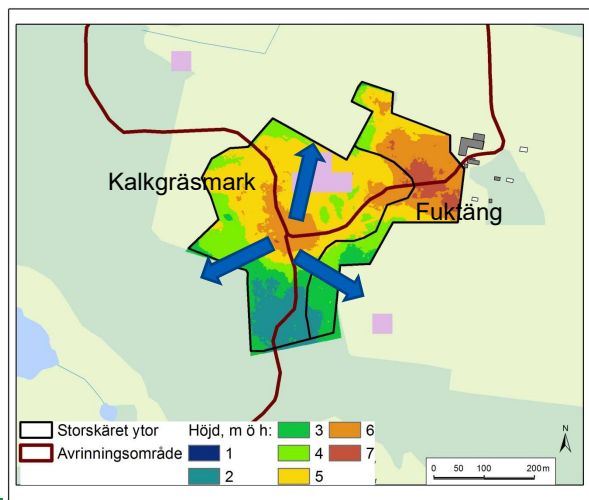 Kalkgräsmark
Fuktäng
Storskäret ytor
Avrinningsområde
Höjd, m ö h:
1
2
3
4
5
6
7
N
0 50 100 200 m